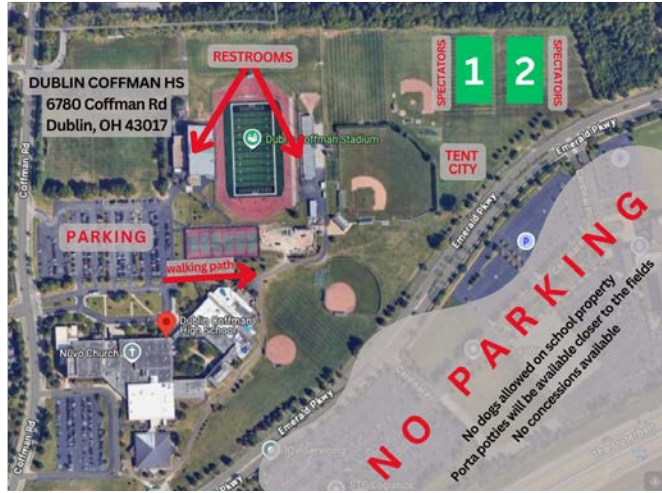 DUBLIN COFFMAN HS
6780 Coffman Rd
Dublin, OH 43017
RESTROOMS
SPECTATORS
1
2
SPECTATORS
Dublin Coffman Stadium
TENT
CITY
PARKING
walking path
Dublin Coffman
High School
Nuvo Church
Coffman Rd
Coffman Rd
Emerald Pkwy
Emerald Pkwy
Emerald Pkwy
P
P
NO PARKING
No dogs allowed on school property
Porta potties will be available closer to the fields
No concessions available
STG Logistics